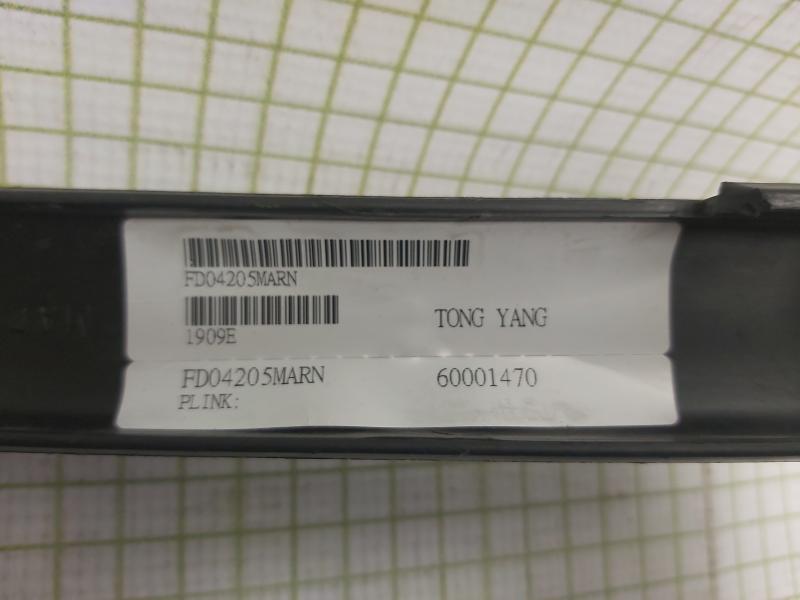 FD04205MARN
1909E
TONG YANG
FD04205MARN 60001470
PLINK: